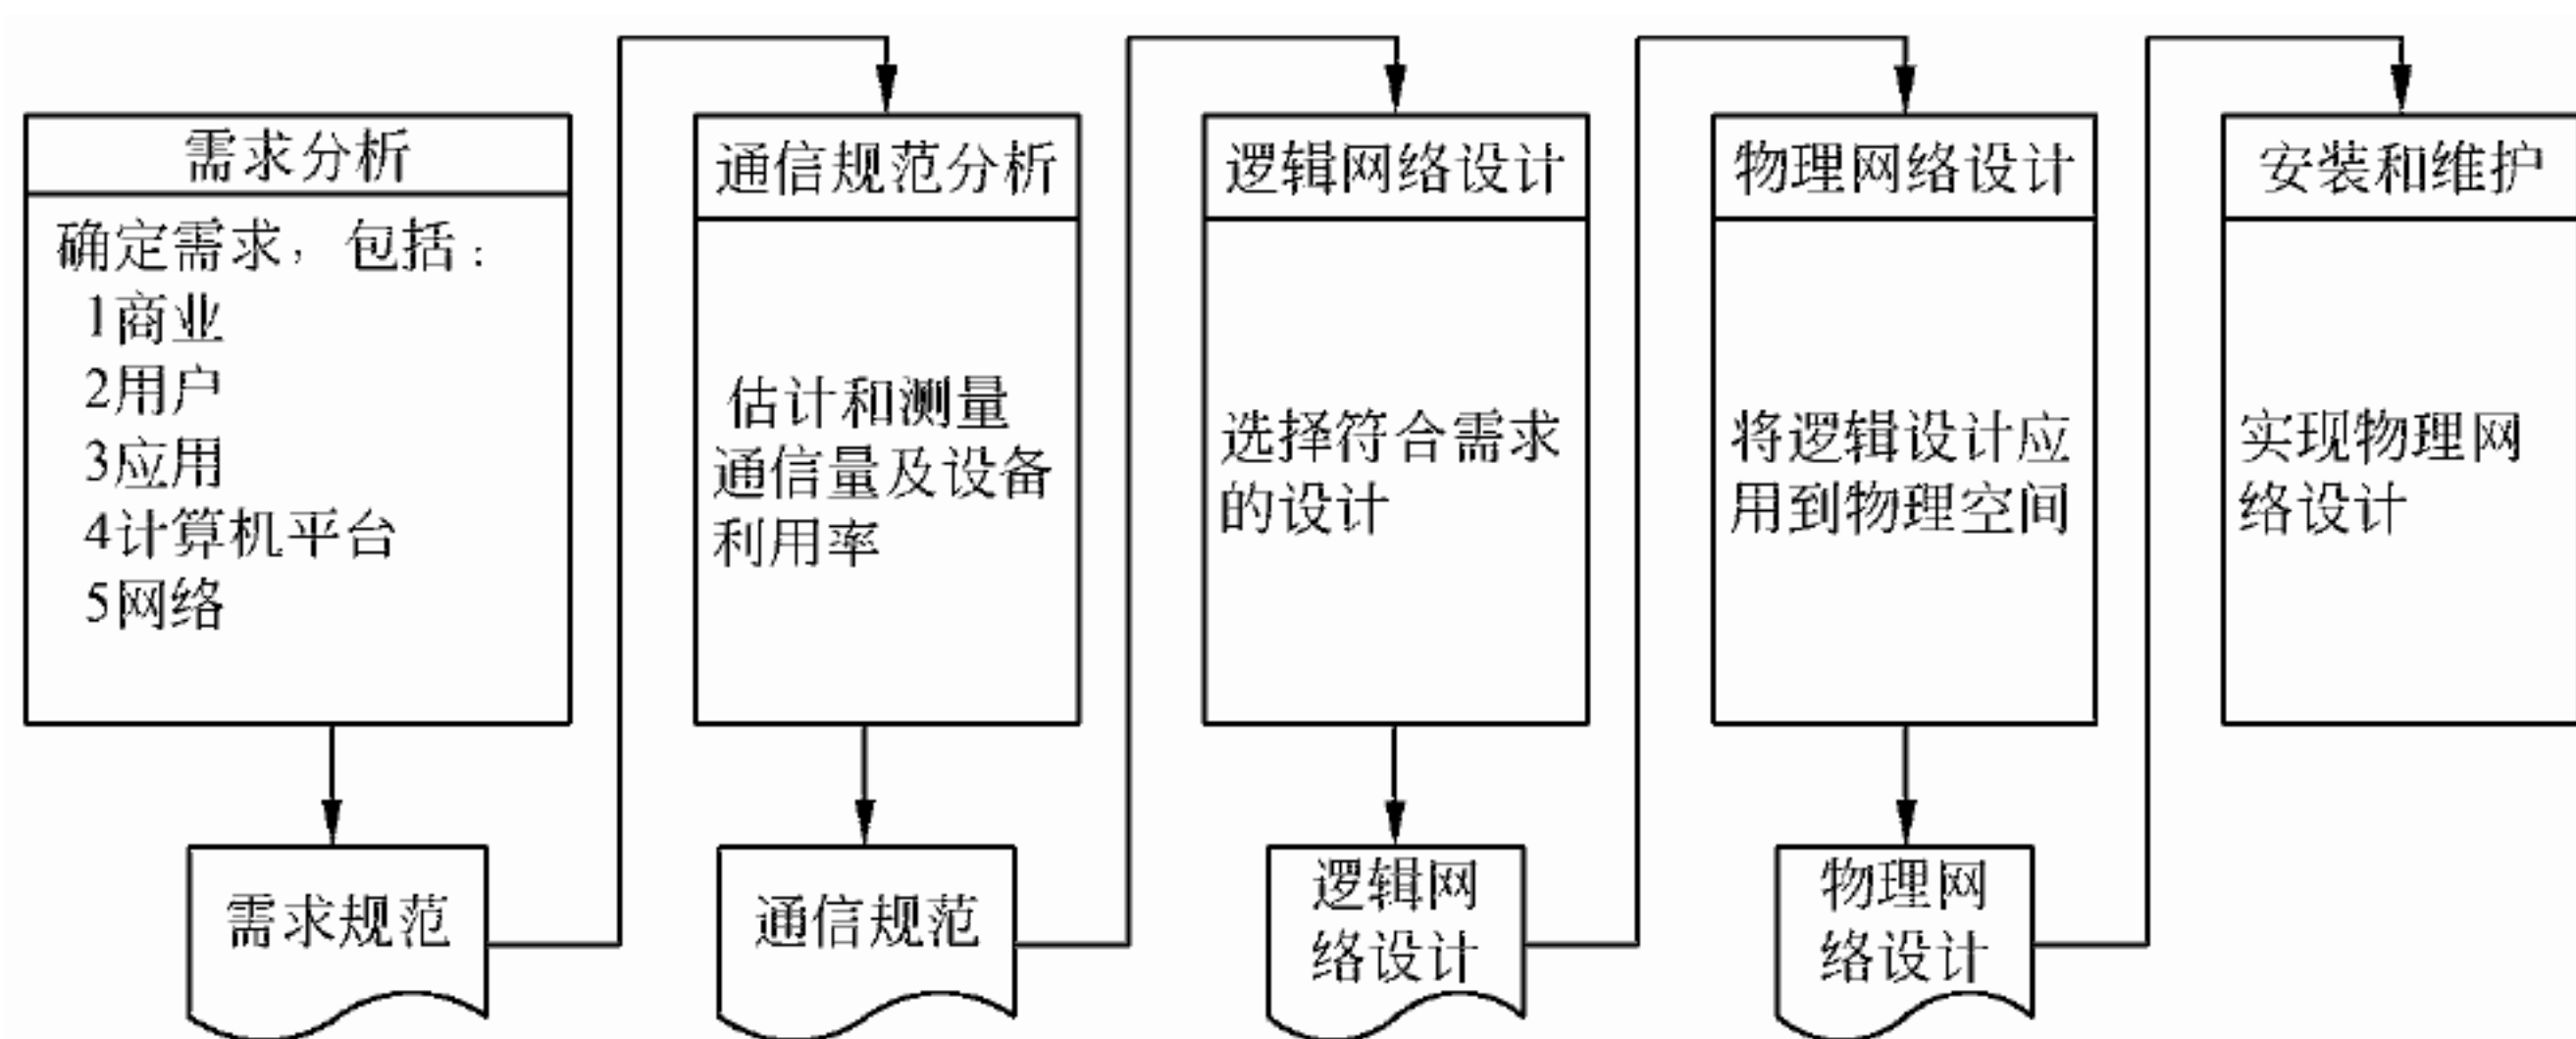 需求分析
确定需求，包括：
1商业
2用户
3应用
4计算机平台
5网络
需求规范
通信规范分析
估计和测量
通信量及设备
利用率
通信规范
逻辑网络设计
选择符合需求
的设计
逻辑网
络设计
物理网络设计
将逻辑设计应
用到物理空间
物理网
络设计
安装和维护
实现物理网
络设计